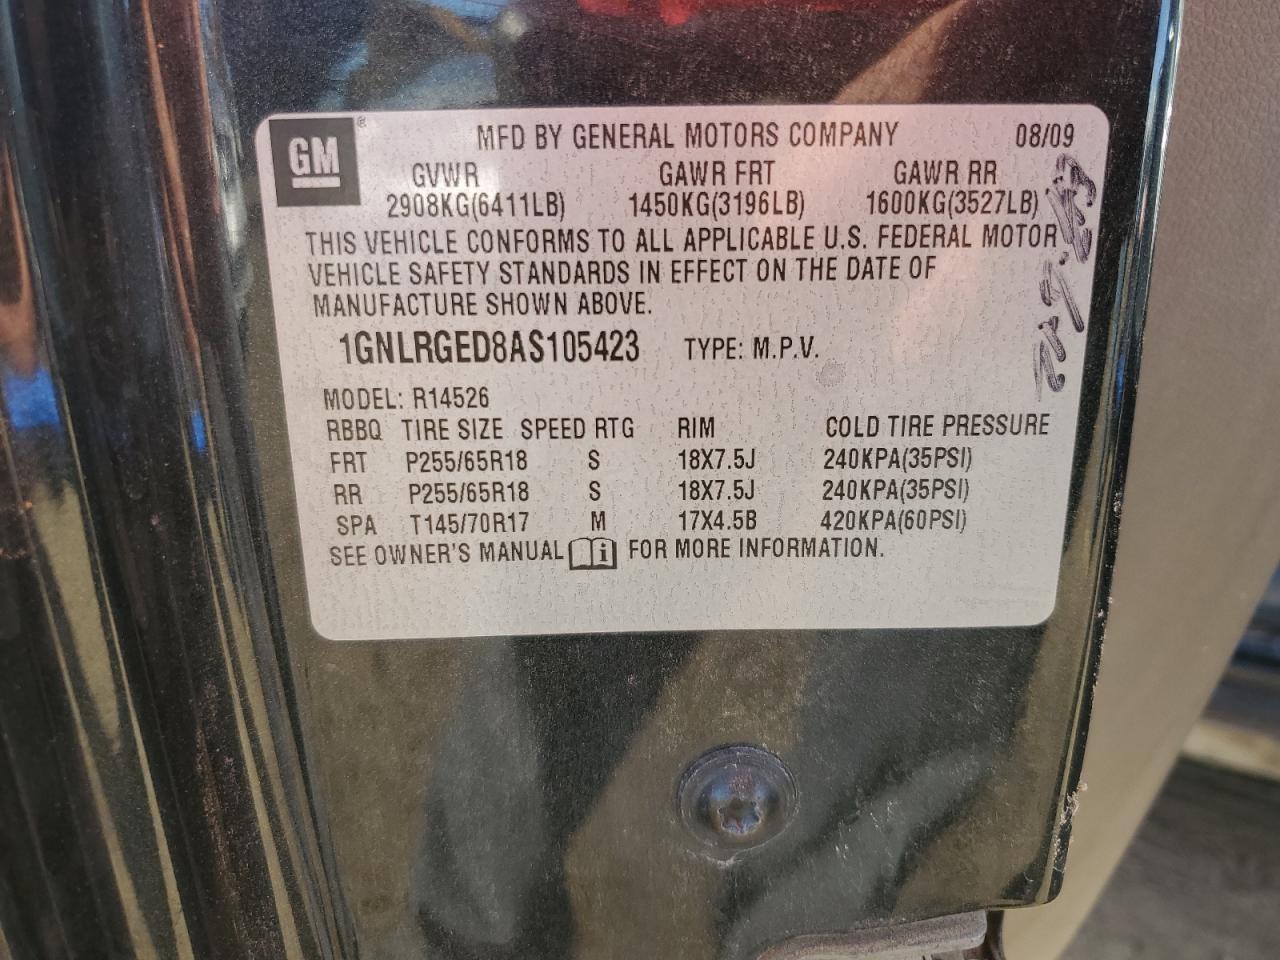 GM ®
MFD BY GENERAL MOTORS COMPANY 08/09
GVWR GAWR FRT GAWR RR
2908KG(6411LB) 1450KG(3196LB) 1600KG(3527LB)
THIS VEHICLE CONFORMS TO ALL APPLICABLE U.S. FEDERAL MOTOR
VEHICLE SAFETY STANDARDS IN EFFECT ON THE DATE OF
MANUFACTURE SHOWN ABOVE.
1GNLRGED8AS105423 TYPE: M.P.V.
MODEL: R14526
RBBQ TIRE SIZE SPEED RTG RIM COLD TIRE PRESSURE
FRT P255/65R18 S 18X7.5J 240KPA(35PSI)
RR P255/65R18 S 18X7.5J 240KPA(35PSI)
SPA T145/70R17 M 17X4.5B 420KPA(60PSI)
SEE OWNER'S MANUAL i FOR MORE INFORMATION.